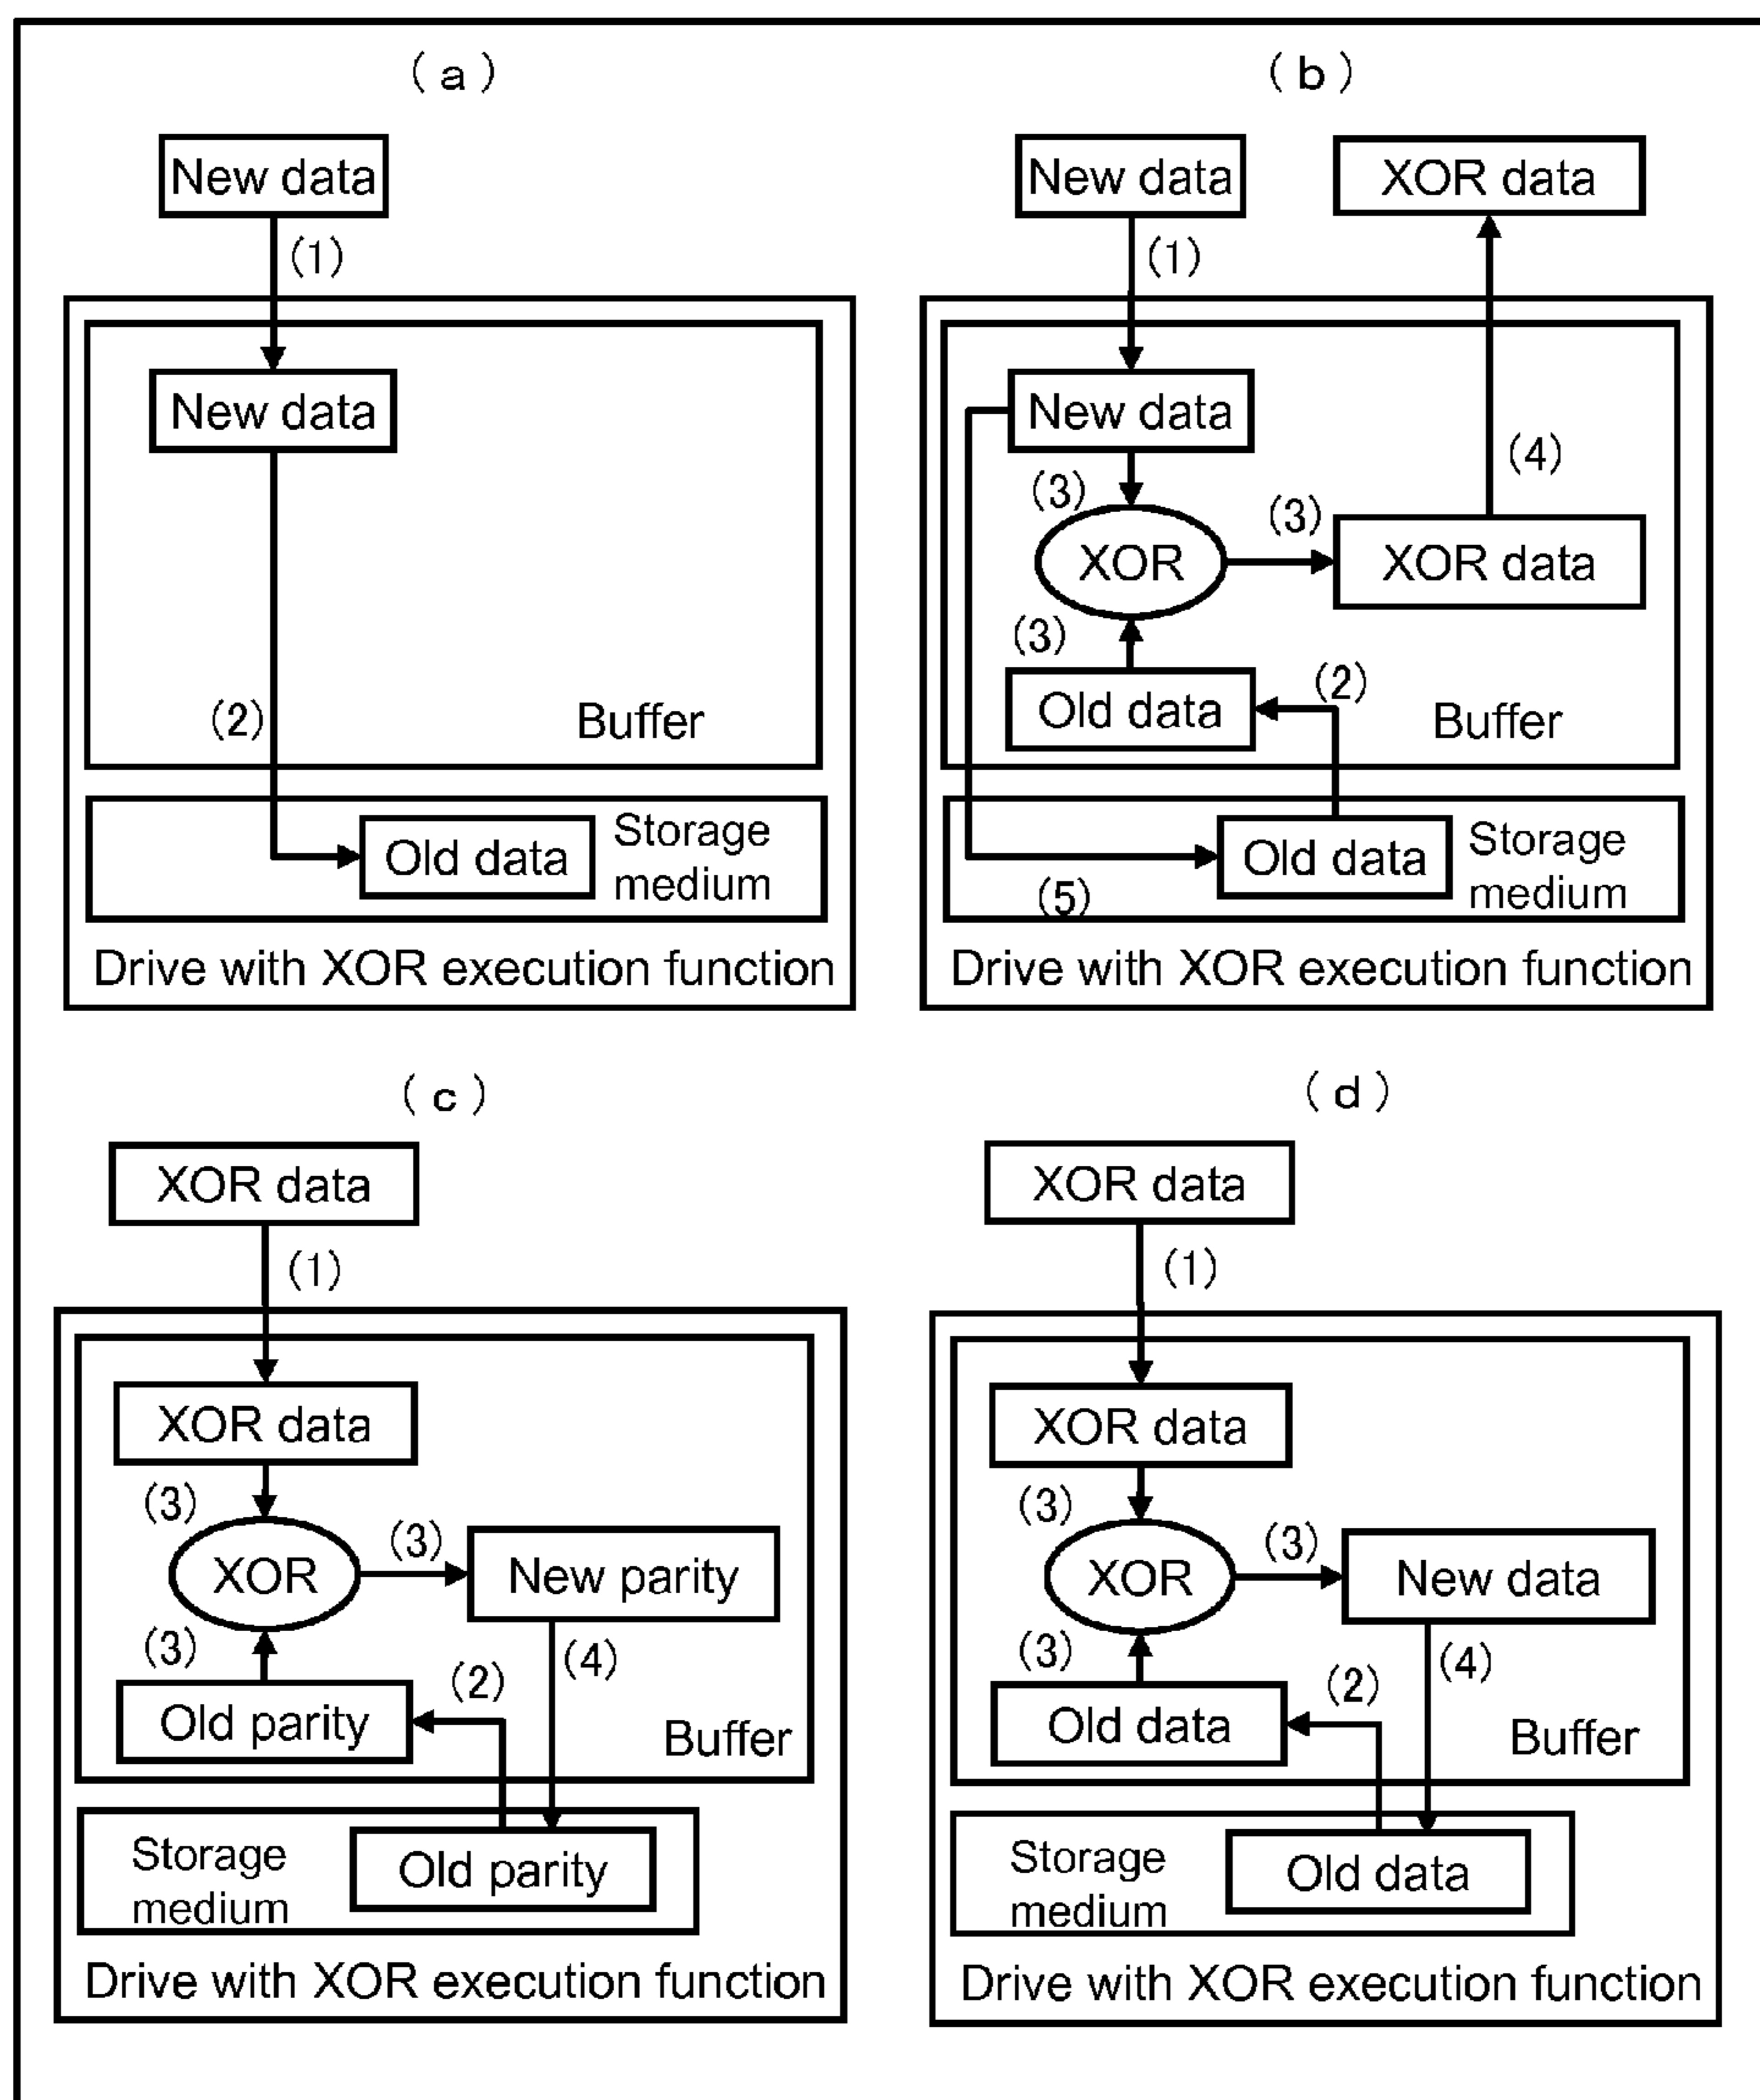 (a)
New data
(1)
New data
(2)
Buffer
Old data
Storage
medium
Drive with XOR execution function
(b)
New data
XOR data
(1)
New data
(4)
(3)
(3)
XOR
XOR data
(3)
(2)
Old data
Buffer
Old data
Storage
medium
(5)
Drive with XOR execution function
(c)
XOR data
(1)
XOR data
(3)
(3)
XOR
New parity
(3)
(4)
(2)
Old parity
Buffer
Storage
medium
Old parity
Drive with XOR execution function
(d)
XOR data
(1)
XOR data
(3)
(3)
XOR
New data
(3)
(4)
(2)
Old data
Buffer
Storage
medium
Old data
Drive with XOR execution function